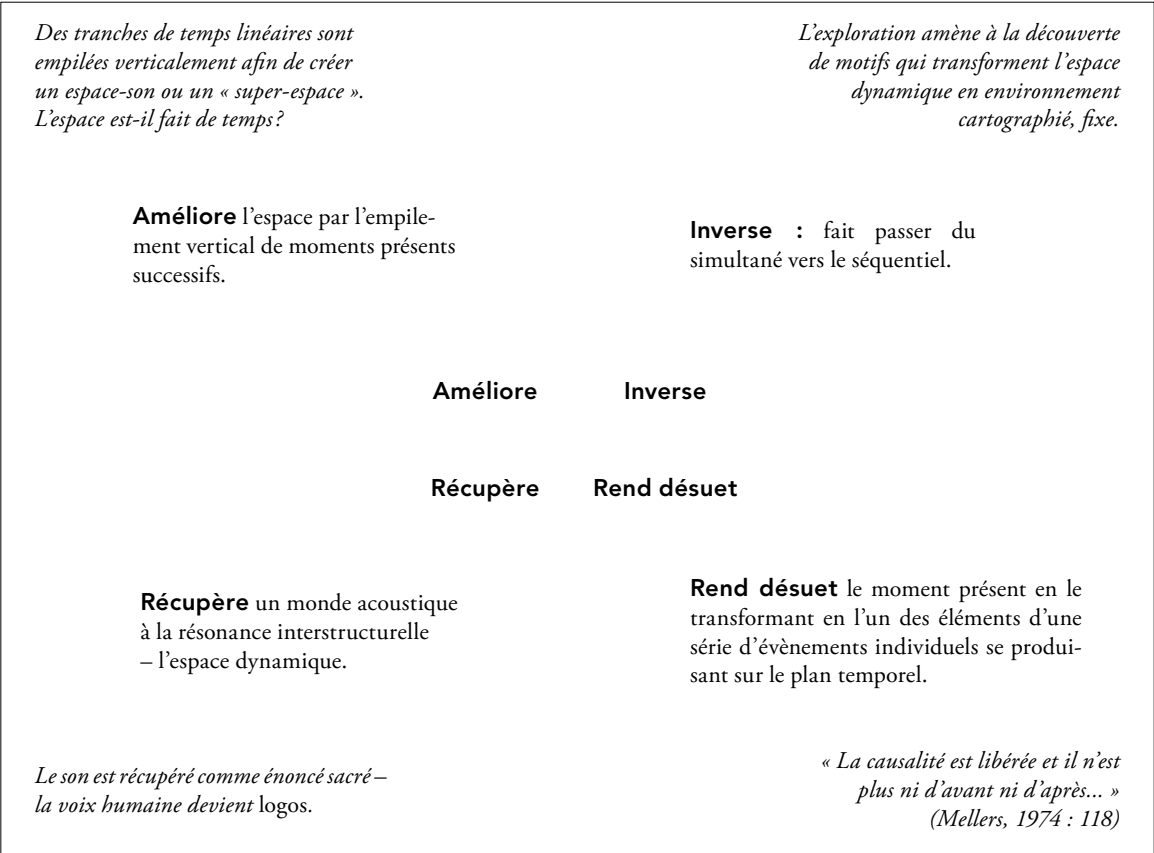 Des tranches de temps linéaires sont
empilées verticalement afin de créer
un espace-son ou un « super-espace ».
L'espace est-il fait de temps?
L'exploration amène à la découverte
de motifs qui transforment l'espace
dynamique en environnement
cartographié, fixe.
Améliore l'espace par l'empile-
ment vertical de moments présents
successifs.
Inverse : fait passer du
simultané vers le séquentiel.
Améliore
Inverse
Récupère
Rend désuet
Récupère un monde acoustique
à la résonance interstructurelle
– l'espace dynamique.
Rend désuet le moment présent en le
transformant en l'un des éléments d'une
série d'évènements individuels se produi-
sant sur le plan temporel.
Le son est récupéré comme énoncé sacré –
la voix humaine devient logos.
« La causalité est libérée et il n'est
plus ni d'avant ni d'après... »
(Mellers, 1974 : 118)